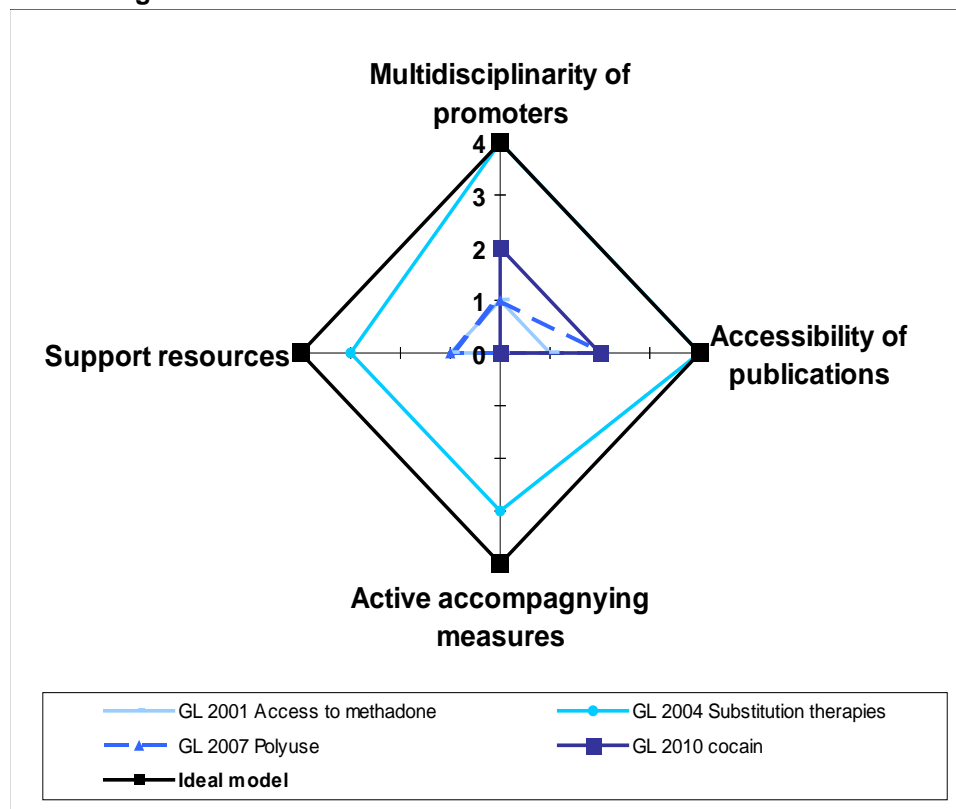 Multidisciplinarity of
promoters
4
3
2
1
0
Support resources
Accessibility of
publications
Active accompagnying
measures
GL 2001 Access to methadone
GL 2004 Substitution therapies
GL 2007 Polyuse
GL 2010 cocain
Ideal model